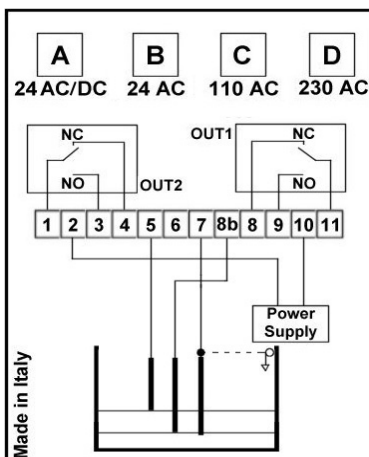 A B C D
24 AC/DC 24 AC 110 AC 230 AC
NC OUT1 NC
NO OUT2 NO
1 2 3 4 5 6 7 8b 8 9 10 11
Power
Supply
Made in Italy